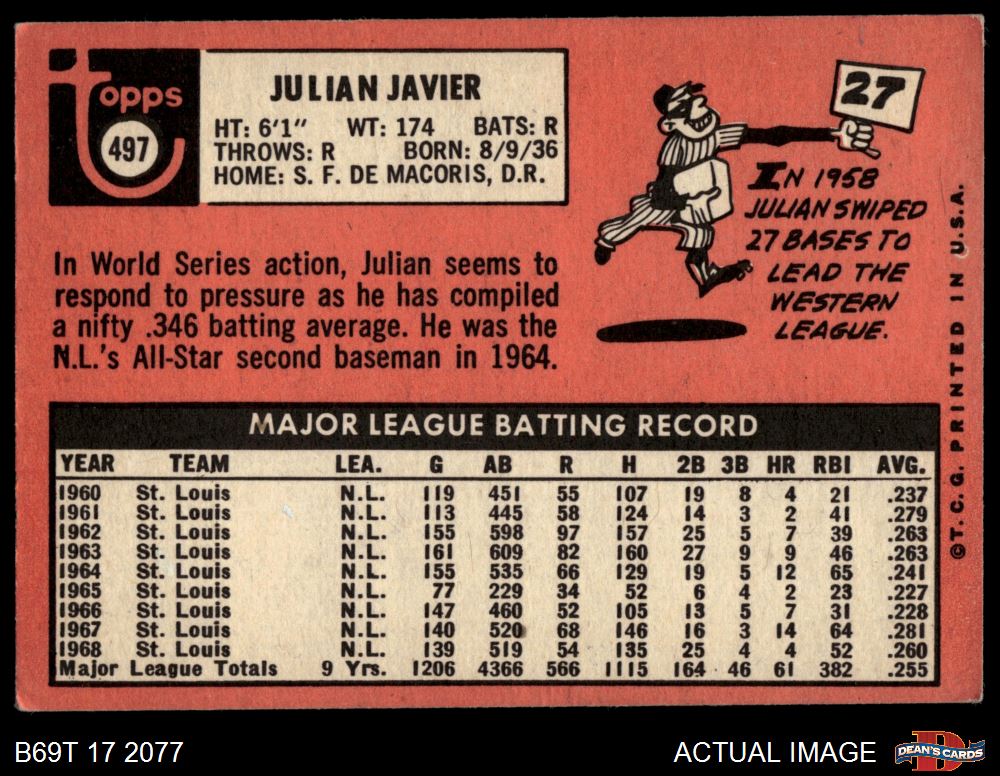 Topps
497
JULIAN JAVIER
HT: 6'1" WT: 174 BATS: R
THROWS: R BORN: 8/9/36
HOME: S. F. DE MACORIS, D.R.
27
IN 1958
JULIAN SWIPED
27 BASES TO
LEAD THE
WESTERN
LEAGUE.
In World Series action, Julian seems to
respond to pressure as he has compiled
a nifty .346 batting average. He was the
N.L.'s All-Star second baseman in 1964.
MAJOR LEAGUE BATTING RECORD
YEAR TEAM LEA. G AB R H 2B 3B HR RBI AVG.
1960 St. Louis N.L. 119 451 55 107 19 8 4 21 .237
1961 St. Louis N.L. 113 445 58 124 14 3 2 41 .279
1962 St. Louis N.L. 155 598 97 157 25 5 7 39 .263
1963 St. Louis N.L. 161 609 82 160 27 9 9 46 .263
1964 St. Louis N.L. 155 535 66 129 19 5 12 65 .241
1965 St. Louis N.L. 77 229 34 52 6 4 2 23 .227
1966 St. Louis N.L. 147 460 52 105 13 5 7 31 .228
1967 St. Louis N.L. 140 520 68 146 16 3 14 64 .281
1968 St. Louis N.L. 139 519 54 135 25 4 4 52 .260
Major League Totals 9 Yrs. 1206 4366 566 1115 164 46 61 382 .255
©T.C.G. PRINTED IN U.S.A.
B69T 17 2077
ACTUAL IMAGE
D
DEAN'S CARDS